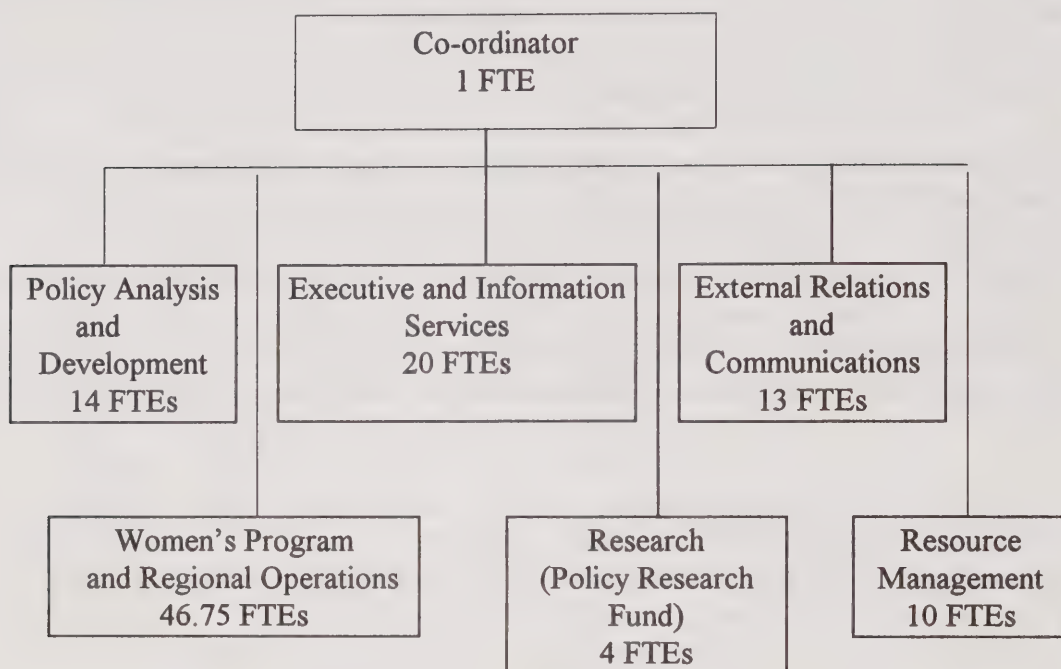 Co-ordinator
1 FTE
Policy Analysis
and
Development
14 FTEs
Executive and Information
Services
20 FTEs
External Relations
and
Communications
13 FTEs
Women's Program
and Regional Operations
46.75 FTEs
Research
(Policy Research
Fund)
4 FTEs
Resource
Management
10 FTEs